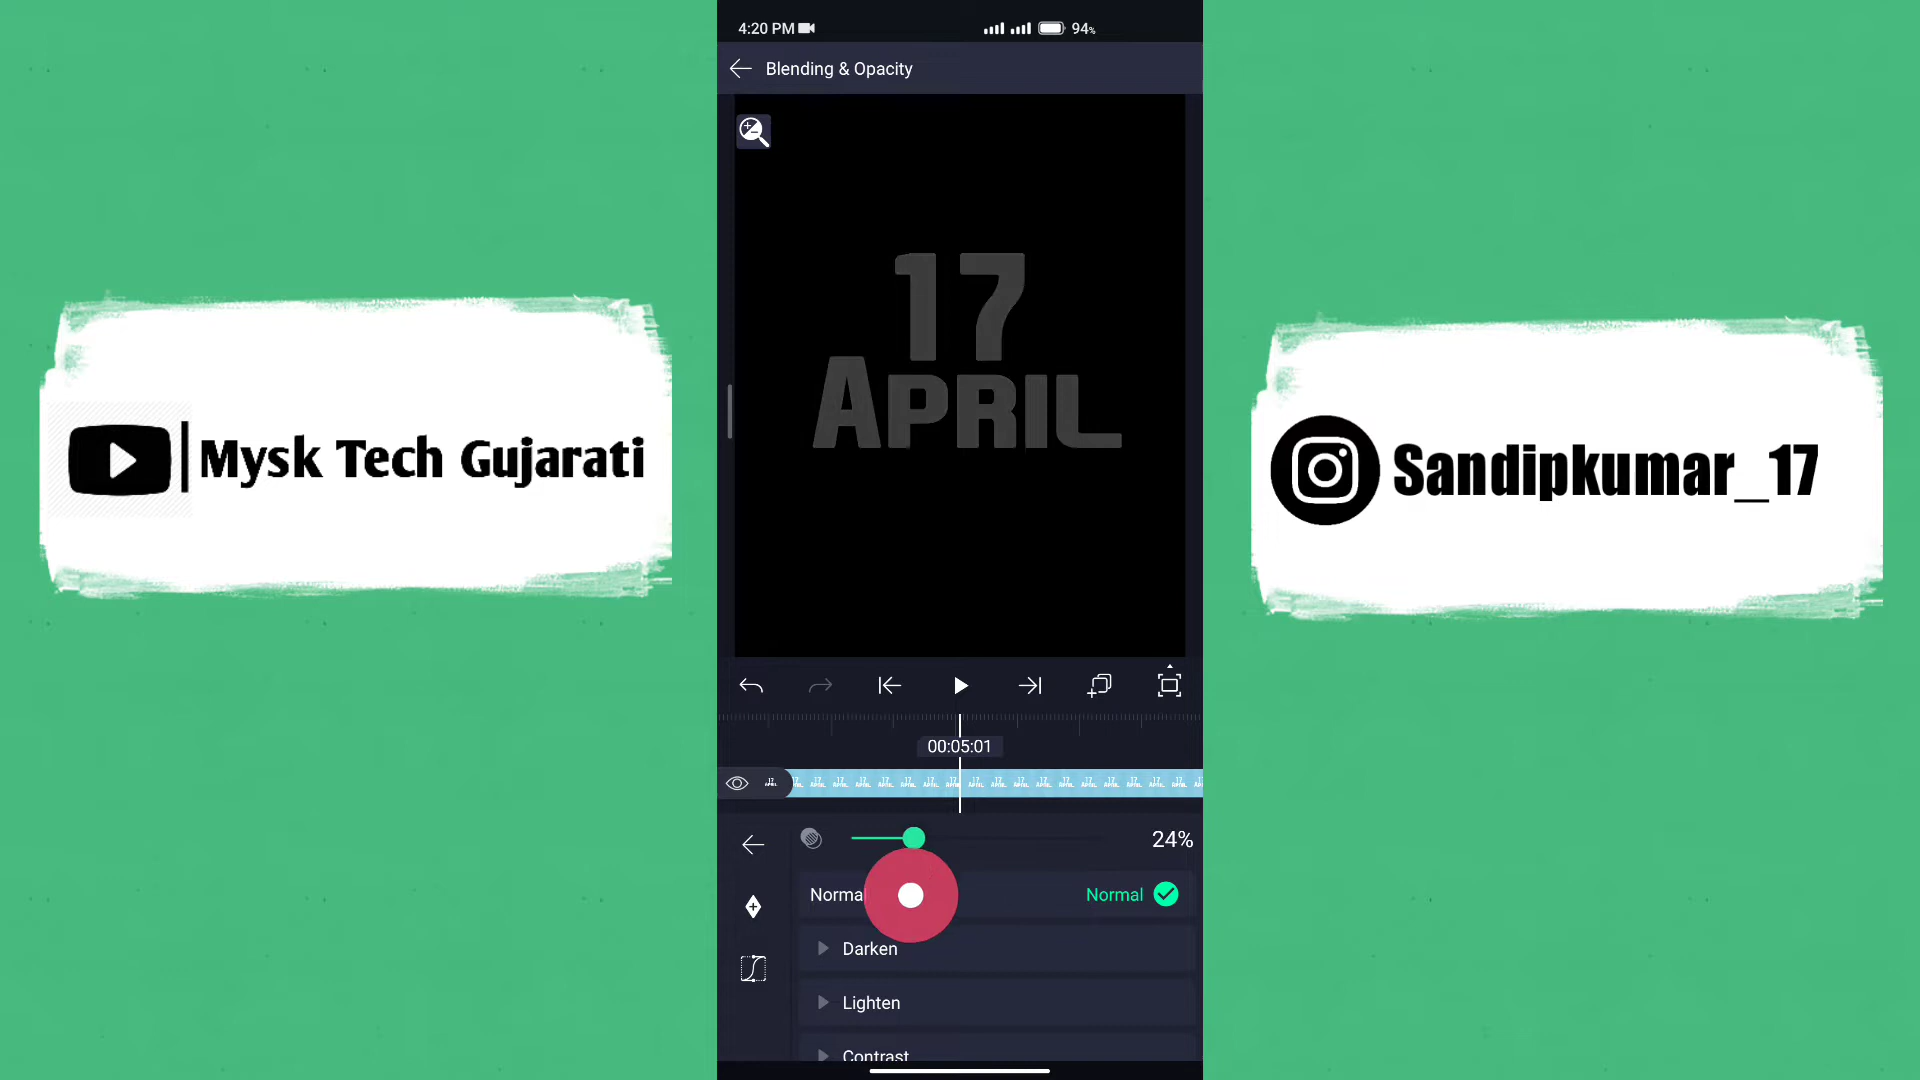 4:20 PM
94%
Blending & Opacity
17
APRIL
Mysk Tech Gujarati
Sandipkumar_17
00:05:01
24%
Normal
Normal
Darken
Lighten
Contrast